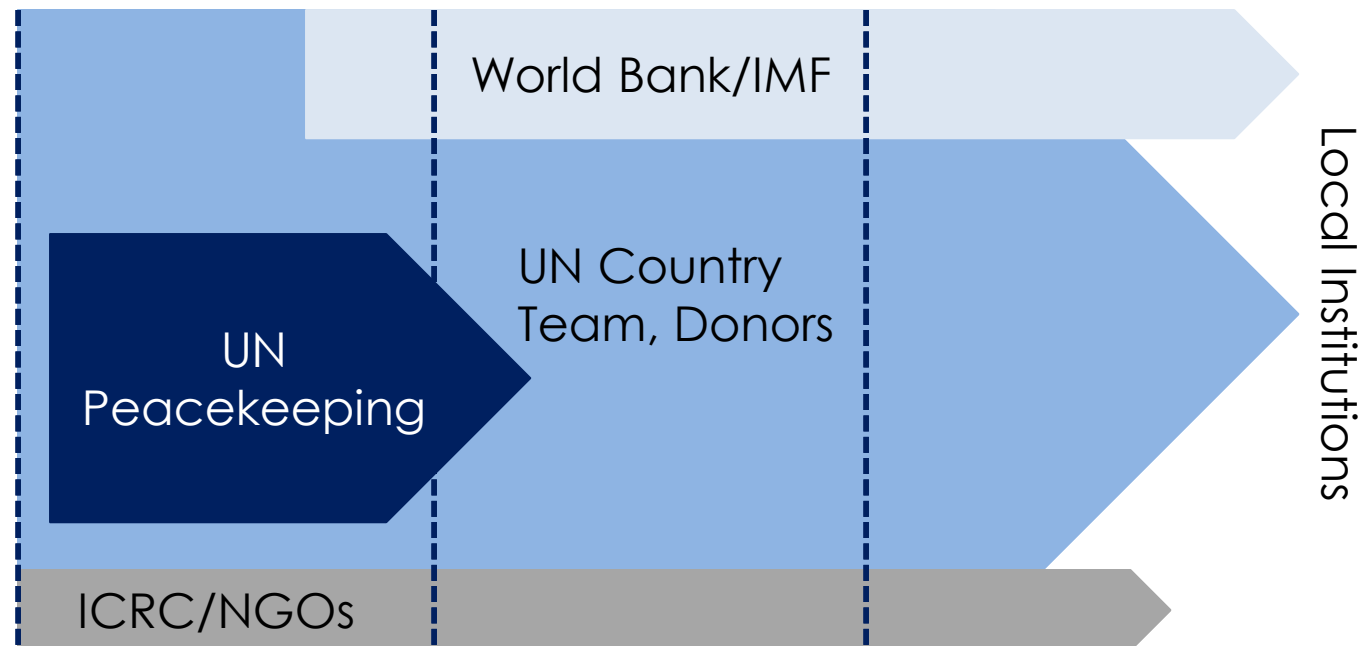 World Bank/IMF
UN Country
Team, Donors
UN
Peacekeeping
ICRC/NGOs
Local Institutions